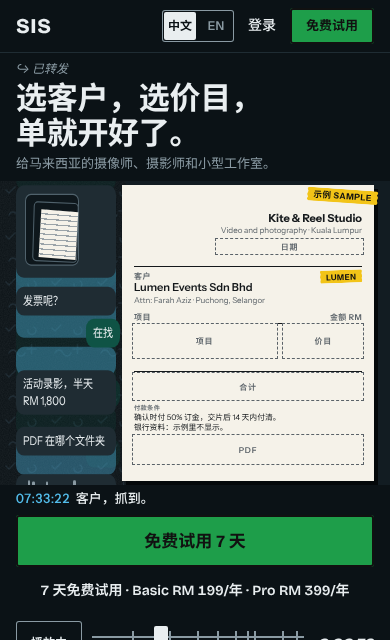 SIS
中文 EN
登录
免费试用
↪ 已转发
选客户，选价目，
单就开好了。
给马来西亚的摄像师、摄影师和小型工作室。
发票呢？
在找
活动录影，半天
RM 1,800
PDF 在哪个文件夹
示例 SAMPLE
Kite & Reel Studio
Video and photography · Kuala Lumpur
日期
客户
LUMEN
Lumen Events Sdn Bhd
Attn: Farah Aziz · Puchong, Selangor
项目 金额 RM
项目 价目
合计
付款条件
确认时付 50% 订金，交片后 14 天内付清。
银行资料：示例里不显示。
PDF
07:33:22 客户，抓到。
免费试用 7 天
7 天免费试用 · Basic RM 199/年 · Pro RM 399/年